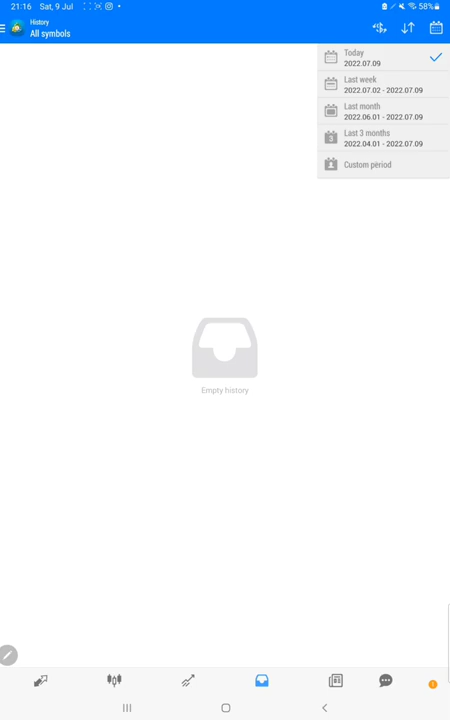 21:16 Sat, 9 Jul 58%
History
All symbols
Today
2022.07.09
Last week
2022.07.02 - 2022.07.09
Last month
2022.06.01 - 2022.07.09
3
Last 3 months
2022.04.01 - 2022.07.09
Custom period
Empty history